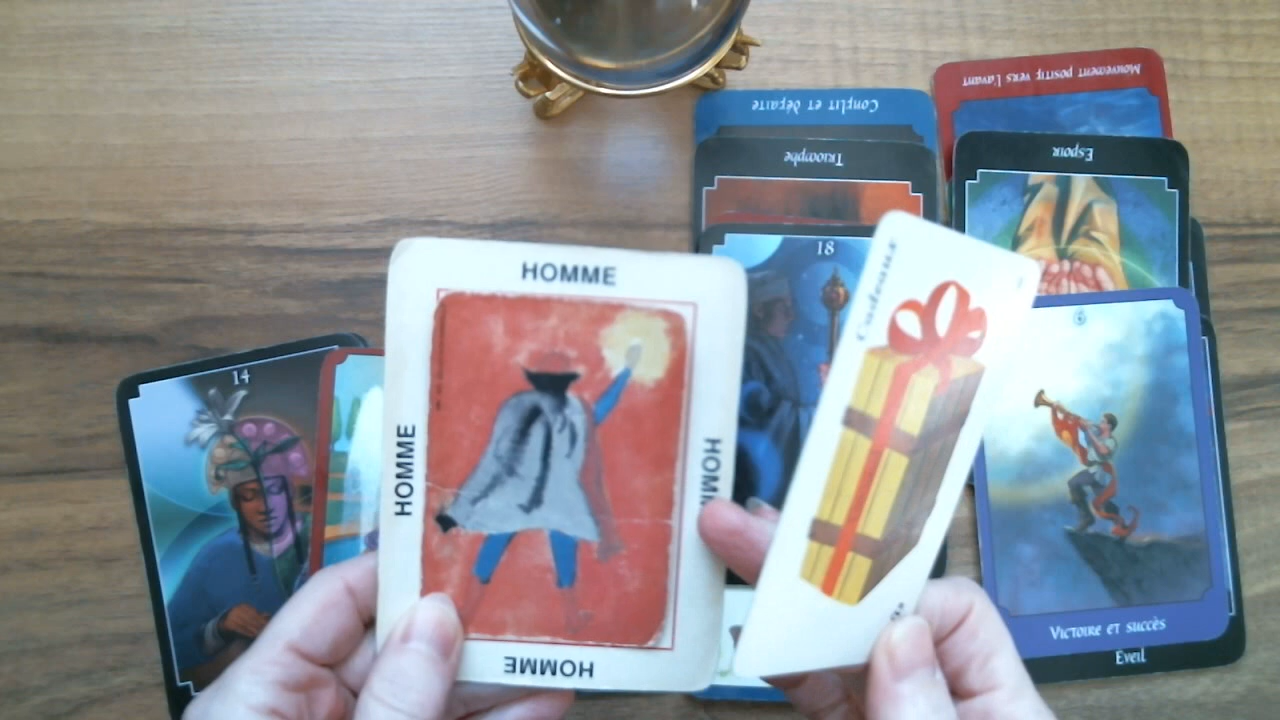 Mouvement positif vers l'avant
Conflit et défaite
Triomphe
Espoir
18
HOMME
HOMME
HOMME
HOMME
Cadeaux
14
6
Victoire et succès
Éveil